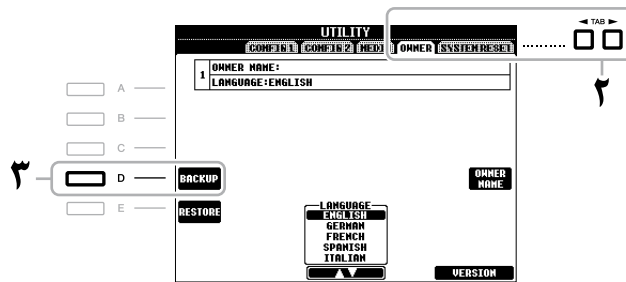 ◄ TAB ►
UTILITY
CONFIG 1 CONFIG 2 MEDIA OWNER SYSTEM RESET
٢
1 OWNER NAME:
LANGUAGE:ENGLISH
A
B
C
٣ D BACKUP OWNER NAME
E RESTORE
LANGUAGE
ENGLISH
GERMAN
FRENCH
SPANISH
ITALIAN
▲▼ VERSION